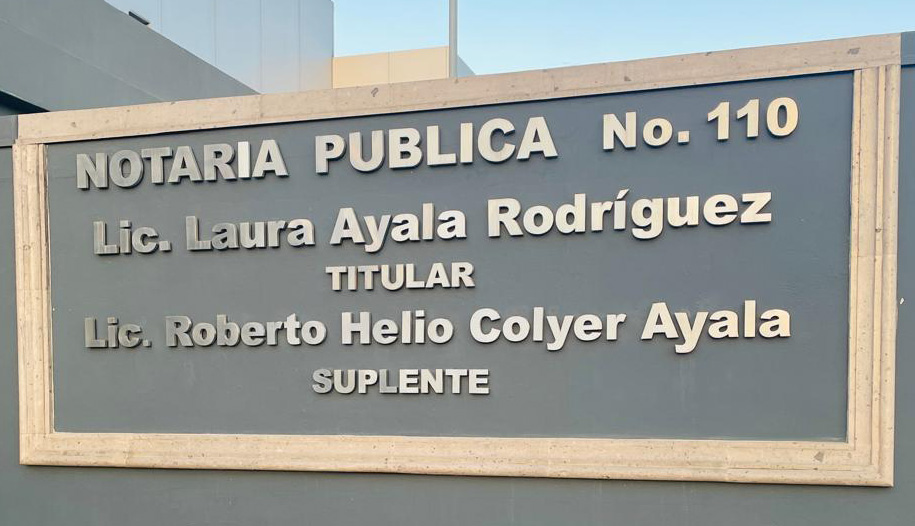 NOTARIA PUBLICA No. 110
Lic. Laura Ayala Rodríguez
TITULAR
Lic. Roberto Helio Colyer Ayala
SUPLENTE